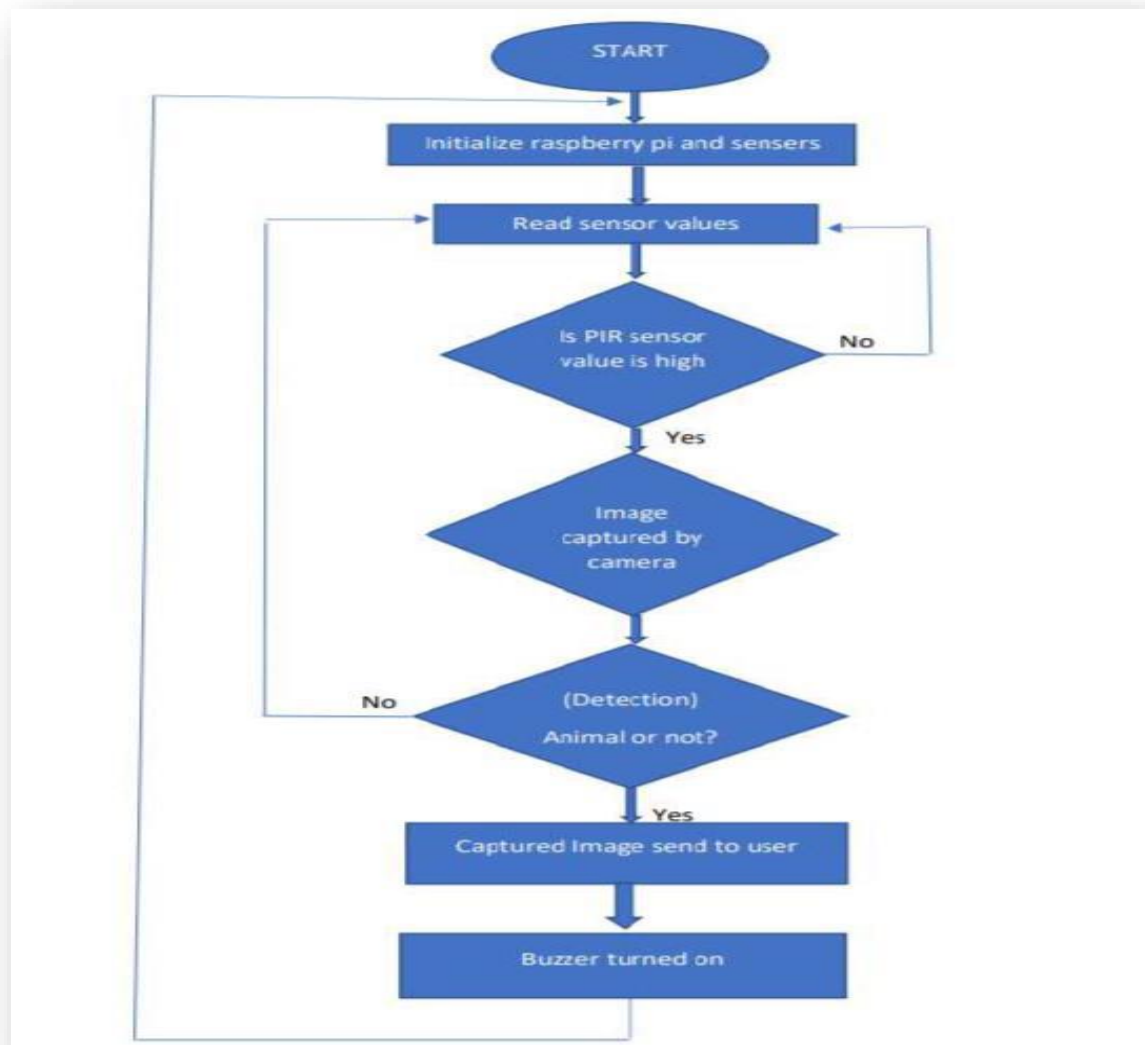 START
Initialize raspberry pi and sensers
Read sensor values
Is PIR sensor
value is high
No
Yes
Image
captured by
camera
(Detection)
Animal or not?
No
Yes
Captured Image send to user
Buzzer turned on